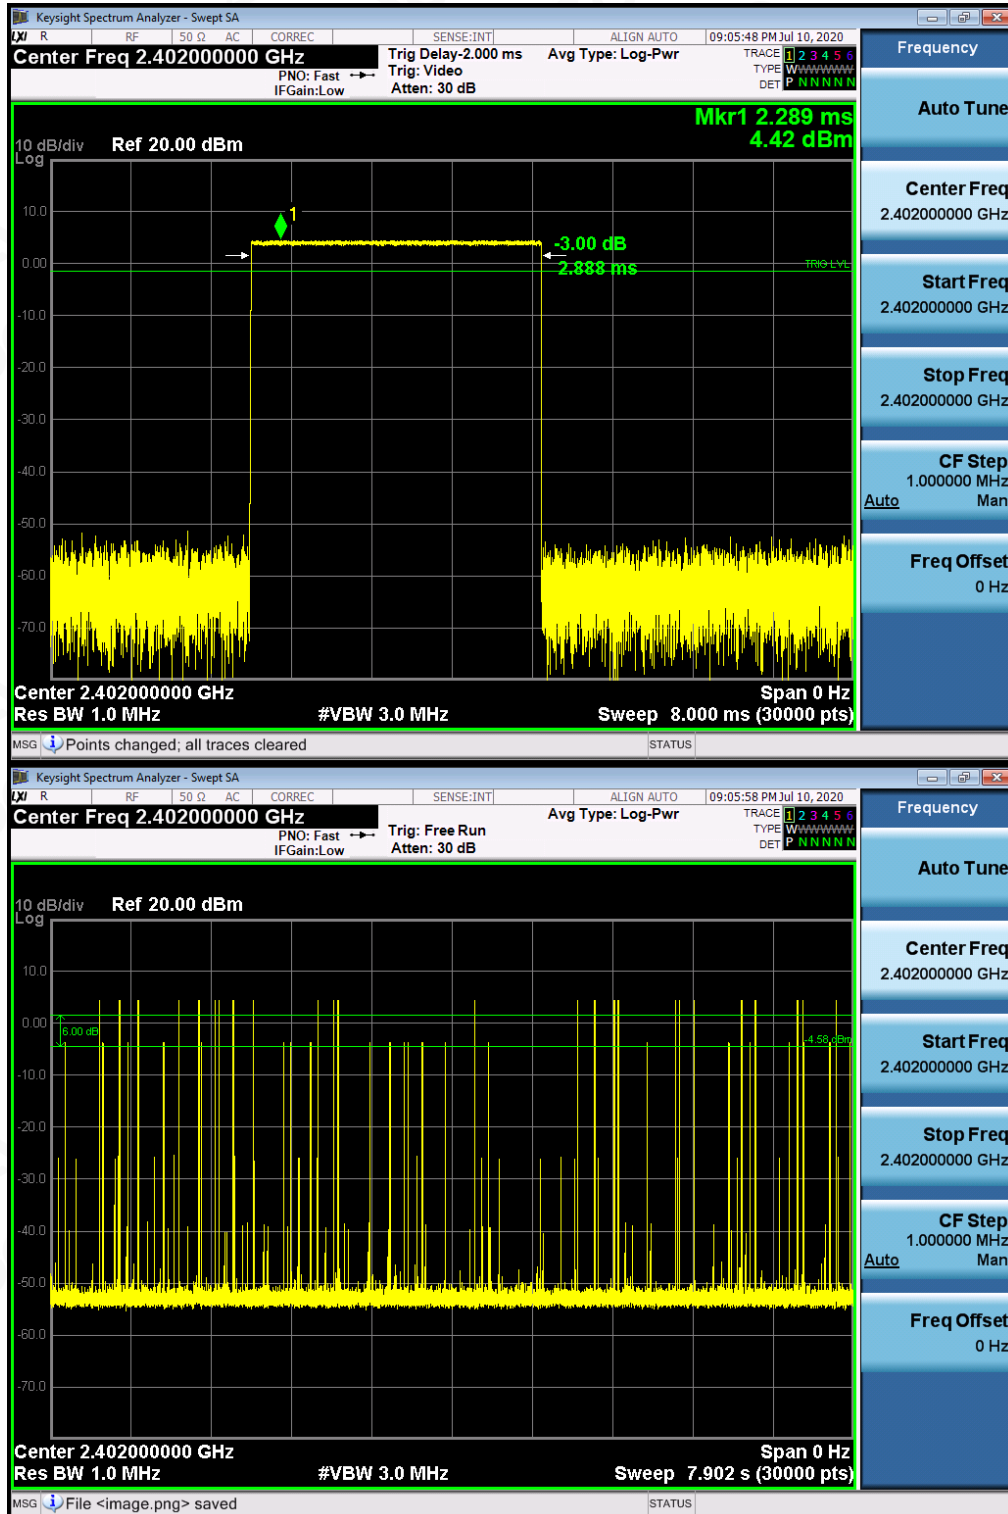 Keysight Spectrum Analyzer - Swept SA
LXI R RF 50 Ω AC CORREC SENSE:INT ALIGN AUTO 09:05:48 PM Jul 10, 2020
Center Freq 2.402000000 GHz
PNO: Fast
IFGain:Low
Trig Delay-2.000 ms
Trig: Video
Atten: 30 dB
Avg Type: Log-Pwr
TRACE 1 2 3 4 5 6
TYPE WWWWWW
DET P N N N N N
Mkr1 2.289 ms
4.42 dBm
10 dB/div Ref 20.00 dBm
Log
10.0
1
-3.00 dB
2.888 ms
0.00
TRIG LVL
-10.0
-20.0
-30.0
-40.0
-50.0
-60.0
-70.0
Center 2.402000000 GHz Span 0 Hz
Res BW 1.0 MHz #VBW 3.0 MHz Sweep 8.000 ms (30000 pts)
MSG Points changed; all traces cleared STATUS
Frequency
Auto Tune
Center Freq
2.402000000 GHz
Start Freq
2.402000000 GHz
Stop Freq
2.402000000 GHz
CF Step
1.000000 MHz
Auto Man
Freq Offset
0 Hz
Keysight Spectrum Analyzer - Swept SA
LXI R RF 50 Ω AC CORREC SENSE:INT ALIGN AUTO 09:05:58 PM Jul 10, 2020
Center Freq 2.402000000 GHz
PNO: Fast
IFGain:Low
Trig: Free Run
Atten: 30 dB
Avg Type: Log-Pwr
TRACE 1 2 3 4 5 6
TYPE WWWWWW
DET P N N N N N
10 dB/div Ref 20.00 dBm
Log
10.0
0.00
6.00 dB
-4.58 dBm
-10.0
-20.0
-30.0
-40.0
-50.0
-60.0
-70.0
Center 2.402000000 GHz Span 0 Hz
Res BW 1.0 MHz #VBW 3.0 MHz Sweep 7.902 s (30000 pts)
MSG File <image.png> saved STATUS
Frequency
Auto Tune
Center Freq
2.402000000 GHz
Start Freq
2.402000000 GHz
Stop Freq
2.402000000 GHz
CF Step
1.000000 MHz
Auto Man
Freq Offset
0 Hz